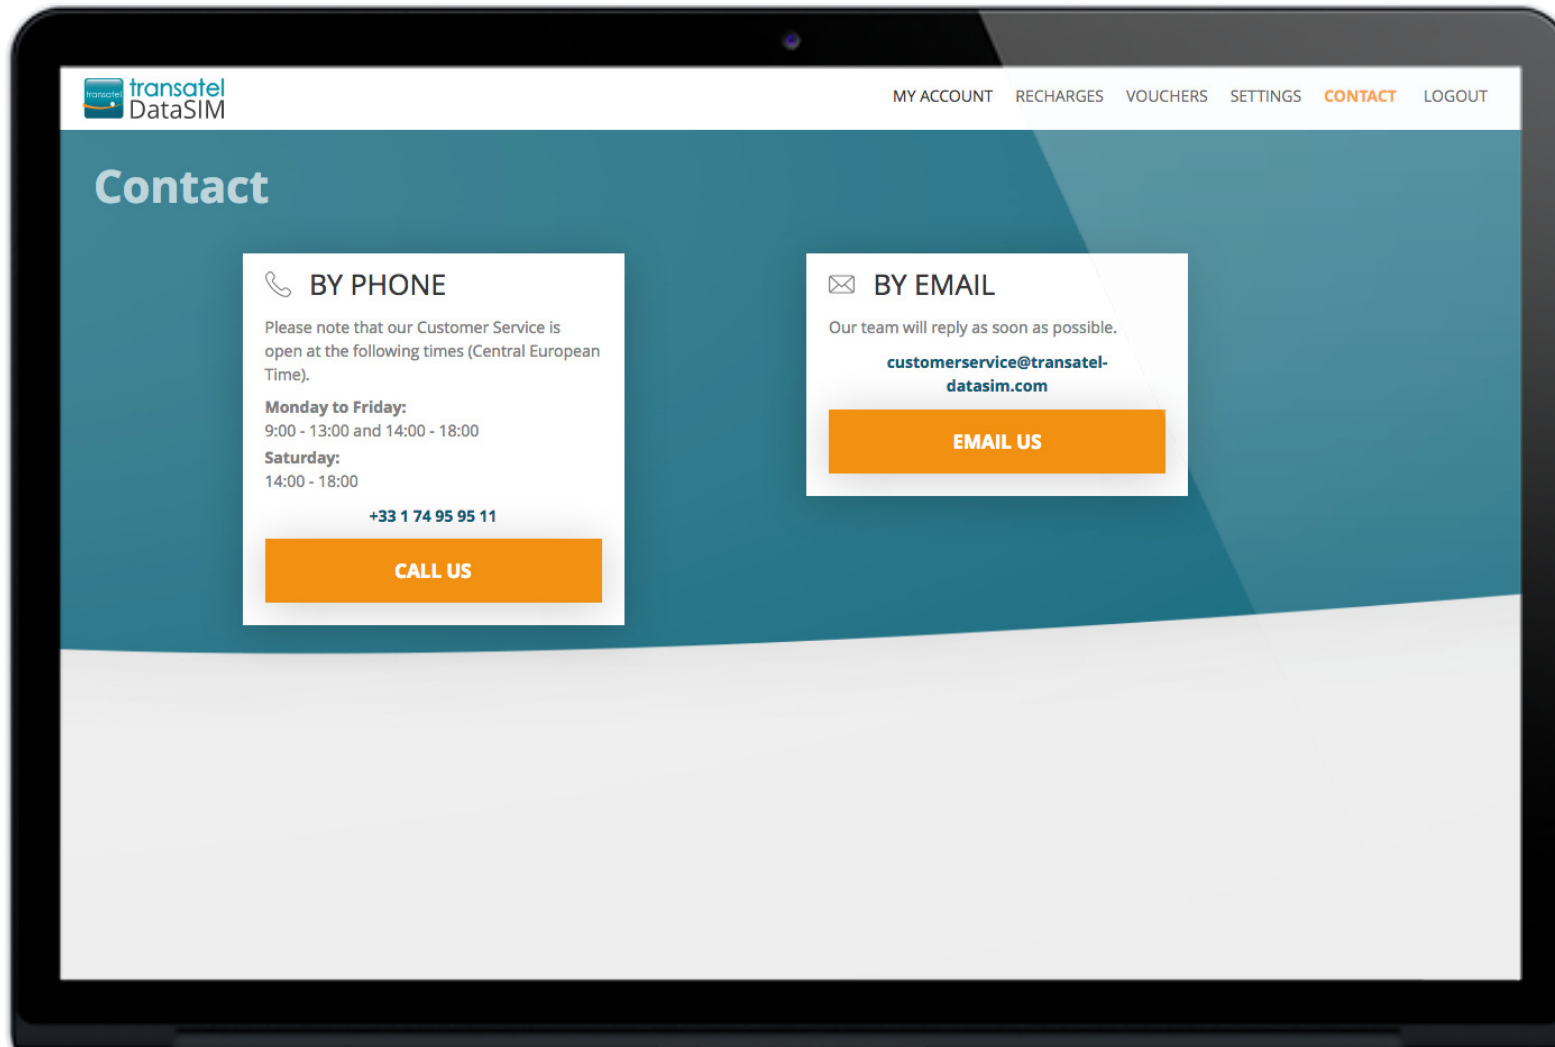 transatel
transatel
DataSIM
MY ACCOUNT RECHARGES VOUCHERS SETTINGS CONTACT LOGOUT
Contact
BY PHONE
Please note that our Customer Service is
open at the following times (Central European
Time).
Monday to Friday:
9:00 - 13:00 and 14:00 - 18:00
Saturday:
14:00 - 18:00
+33 1 74 95 95 11
CALL US
BY EMAIL
Our team will reply as soon as possible.
customerservice@transatel-
datasim.com
EMAIL US